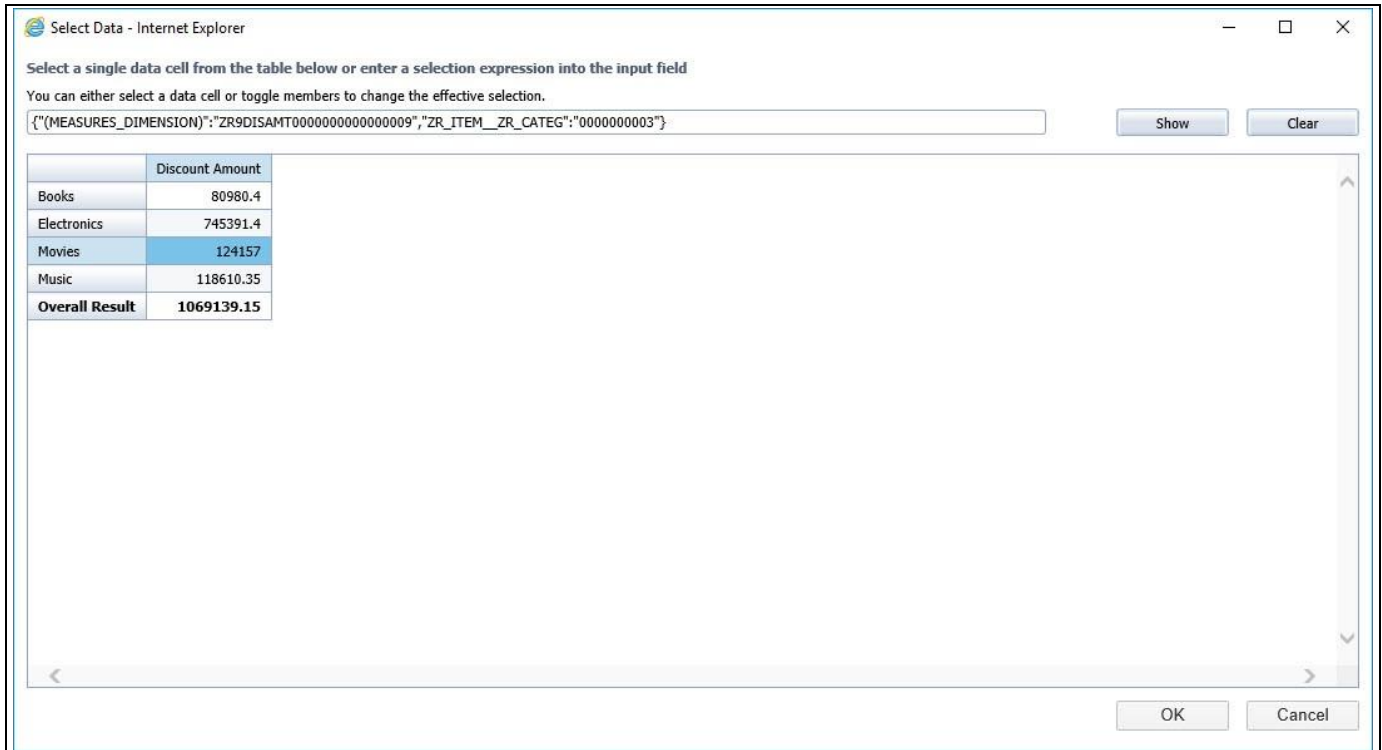 Select Data - Internet Explorer
Select a single data cell from the table below or enter a selection expression into the input field
You can either select a data cell or toggle members to change the effective selection.
{"(MEASURES_DIMENSION)":"ZR9DISAMT0000000000000009","ZR_ITEM__ZR_CATEG":"0000000003"} Show Clear
Discount Amount
Books 80980.4
Electronics 745391.4
Movies 124157
Music 118610.35
Overall Result 1069139.15
OK Cancel